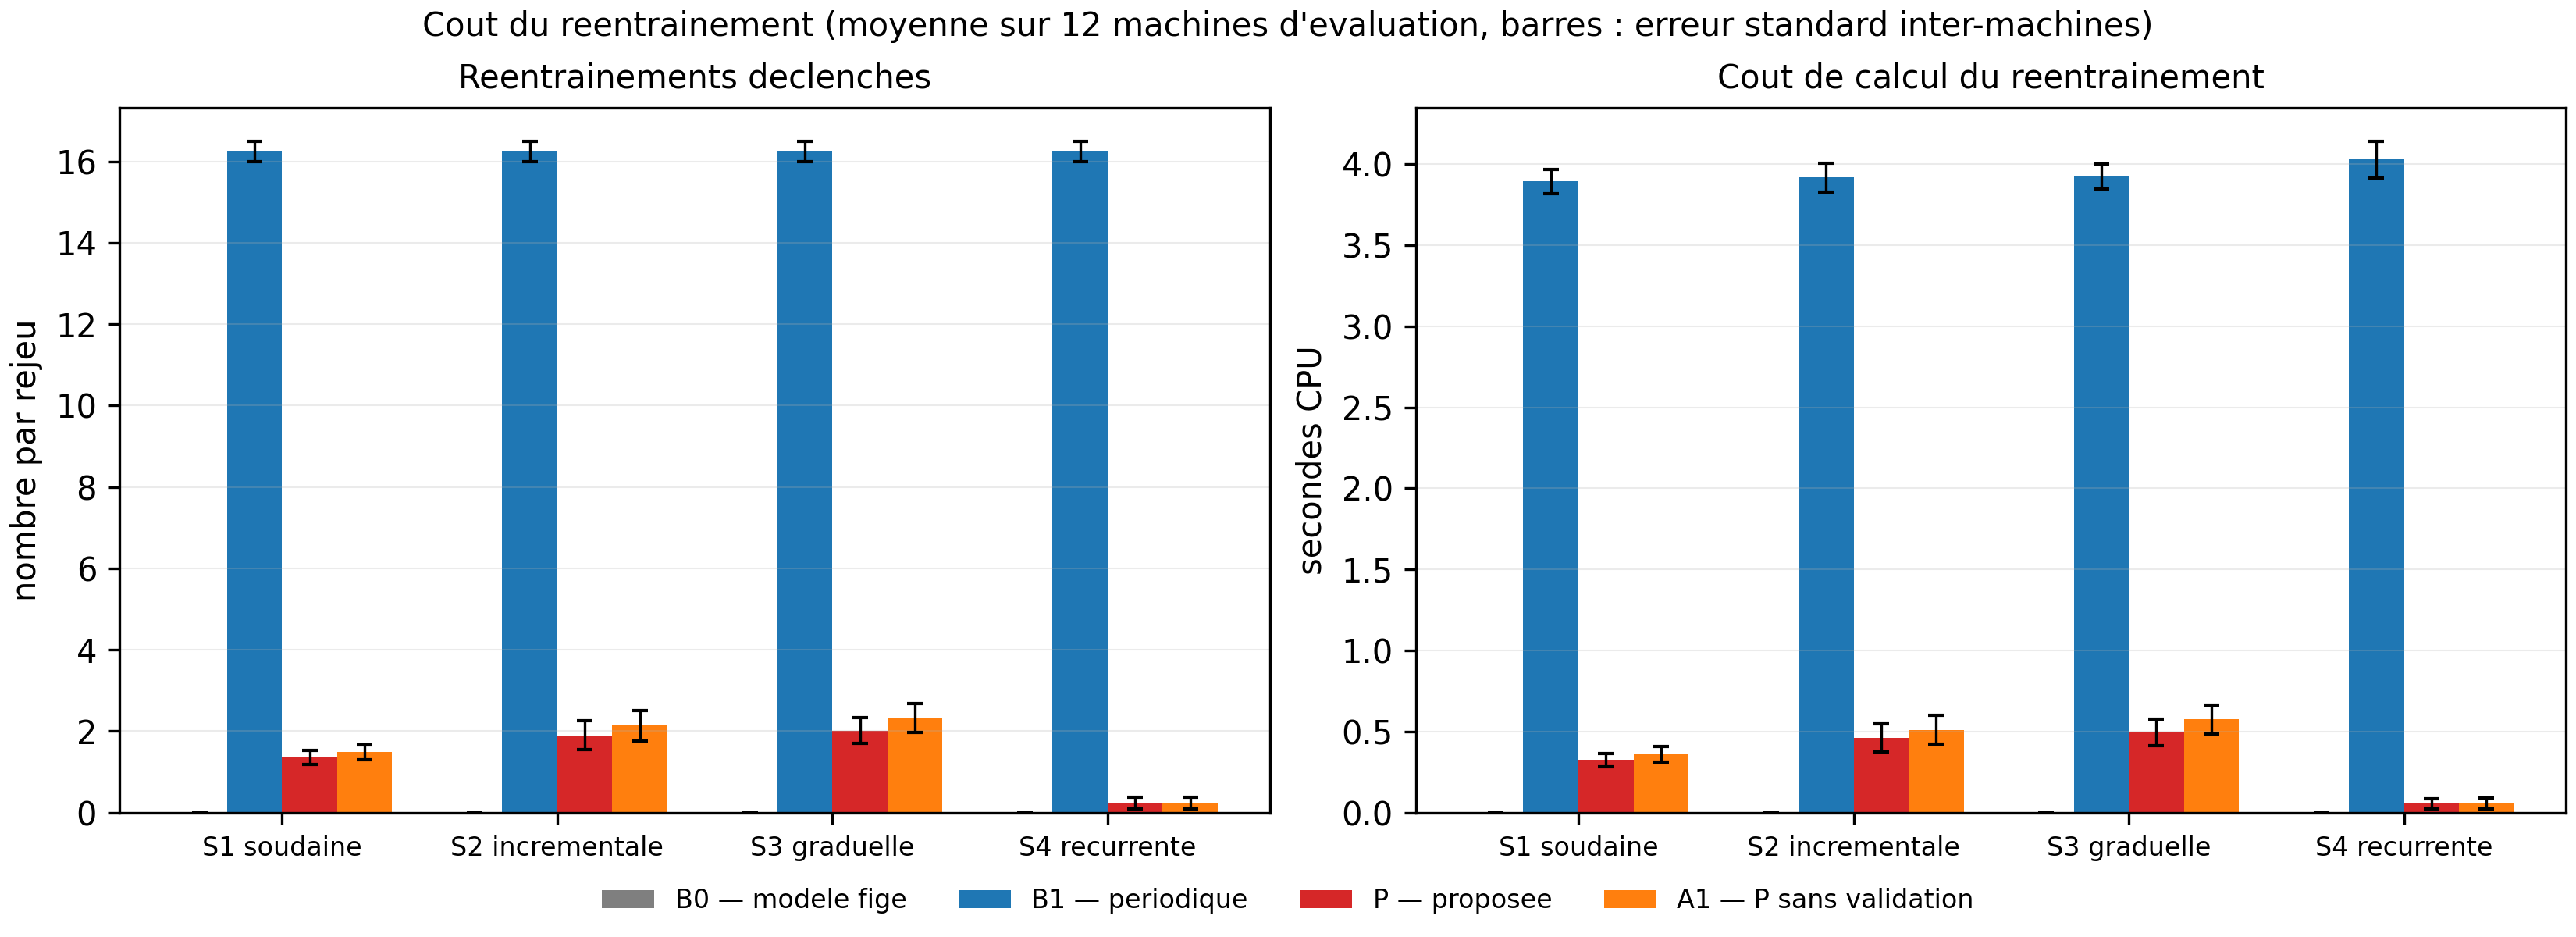 Cout du reentrainement (moyenne sur 12 machines d'evaluation, barres : erreur standard inter-machines)
Reentrainements declenches
nombre par rejeu
16
14
12
10
8
6
4
2
0
S1 soudaine
S2 incrementale
S3 graduelle
S4 recurrente
Cout de calcul du reentrainement
secondes CPU
4.0
3.5
3.0
2.5
2.0
1.5
1.0
0.5
0.0
S1 soudaine
S2 incrementale
S3 graduelle
S4 recurrente
B0 — modele fige
B1 — periodique
P — proposee
A1 — P sans validation